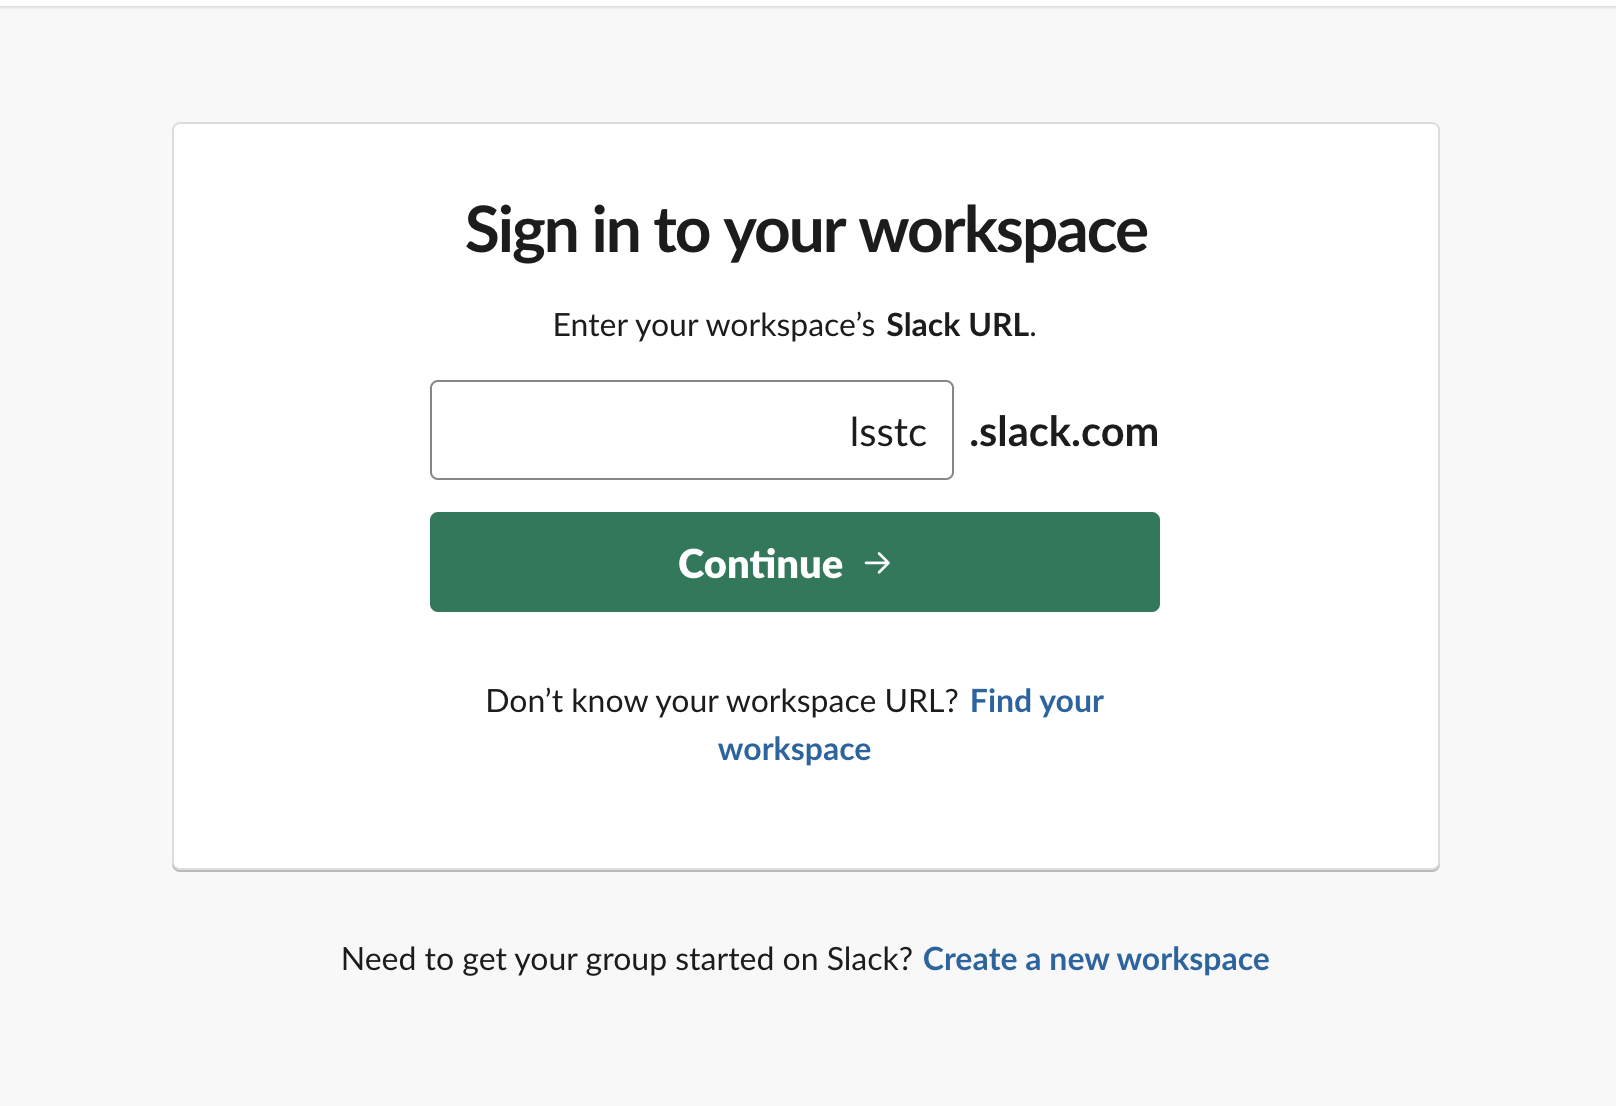 Sign in to your workspace
Enter your workspace’s Slack URL.
lsstc .slack.com
Continue →
Don’t know your workspace URL? Find your
workspace
Need to get your group started on Slack? Create a new workspace